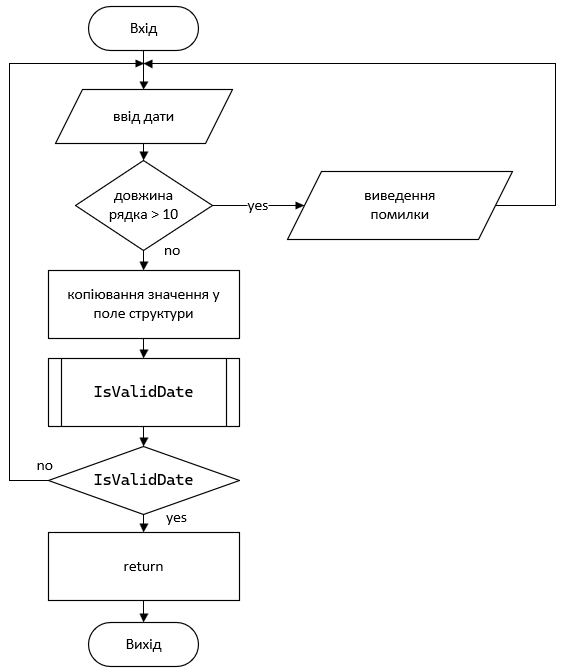 Вхід
ввід дати
довжина
рядка > 10
yes
виведення
помилки
no
копіювання значення у
поле структури
IsValidDate
no
IsValidDate
yes
return
Вихід